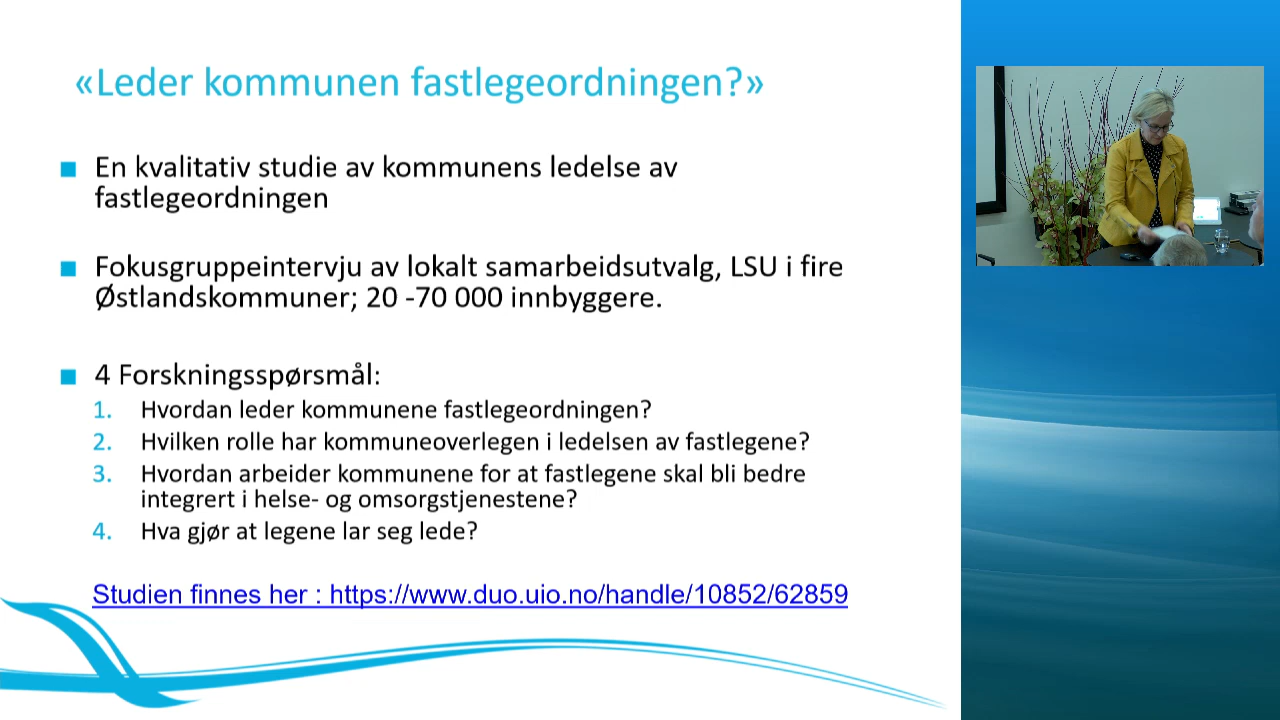 «Leder kommunen fastlegeordningen?»
■ En kvalitativ studie av kommunens ledelse av
fastlegeordningen
■ Fokusgruppeintervju av lokalt samarbeidsutvalg, LSU i fire
Østlandskommuner; 20 -70 000 innbyggere.
■ 4 Forskningsspørsmål:
1. Hvordan leder kommunene fastlegeordningen?
2. Hvilken rolle har kommuneoverlegen i ledelsen av fastlegene?
3. Hvordan arbeider kommunene for at fastlegene skal bli bedre
integrert i helse- og omsorgstjenestene?
4. Hva gjør at legene lar seg lede?
Studien finnes her : https://www.duo.uio.no/handle/10852/62859